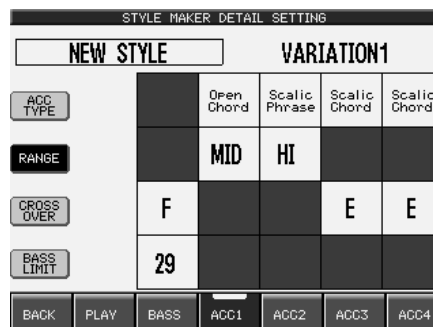 STYLE MAKER DETAIL SETTING
NEW STYLE VARIATION1
ACC TYPE Open Chord Scalic Phrase Scalic Chord Scalic Chord
RANGE MID HI
CROSS OVER F E E
BASS LIMIT 29
BACK PLAY BASS ACC1 ACC2 ACC3 ACC4